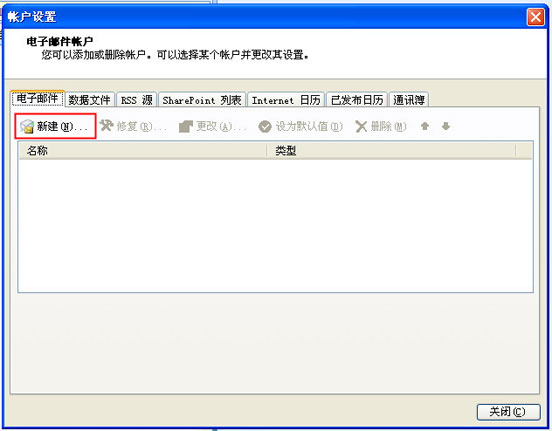 帐户设置
电子邮件帐户
您可以添加或删除帐户。可以选择某个帐户并更改其设置。
电子邮件 数据文件 RSS 源 SharePoint 列表 Internet 日历 已发布日历 通讯簿
新建(N)... 修复(R)... 更改(A)... 设为默认值(D) 删除(M)
名称 类型
关闭(C)